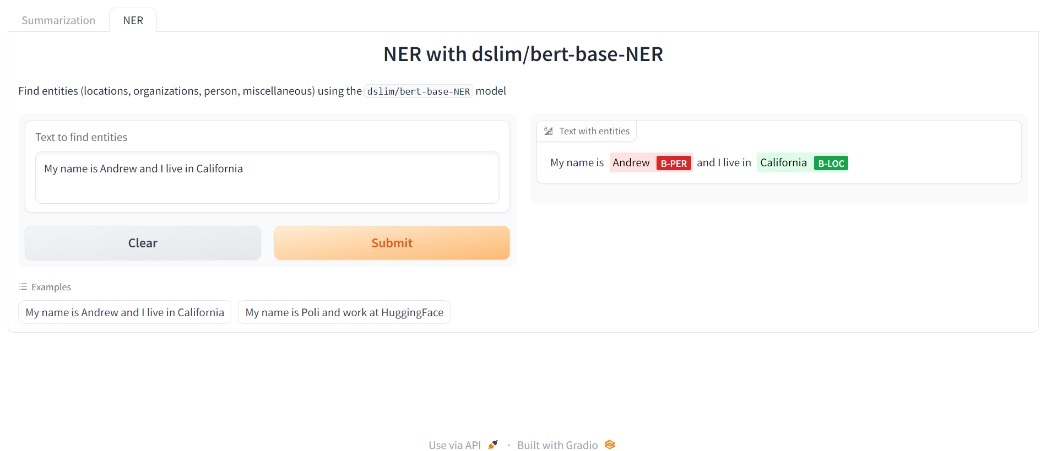 Summarization NER
NER with dslim/bert-base-NER
Find entities (locations, organizations, person, miscellaneous) using the dslim/bert-base-NER model
Text to find entities
My name is Andrew and I live in California
Clear Submit
Text with entities
My name is Andrew B-PER and I live in California B-LOC
Examples
My name is Andrew and I live in California My name is Poli and work at HuggingFace
Use via API · Built with Gradio